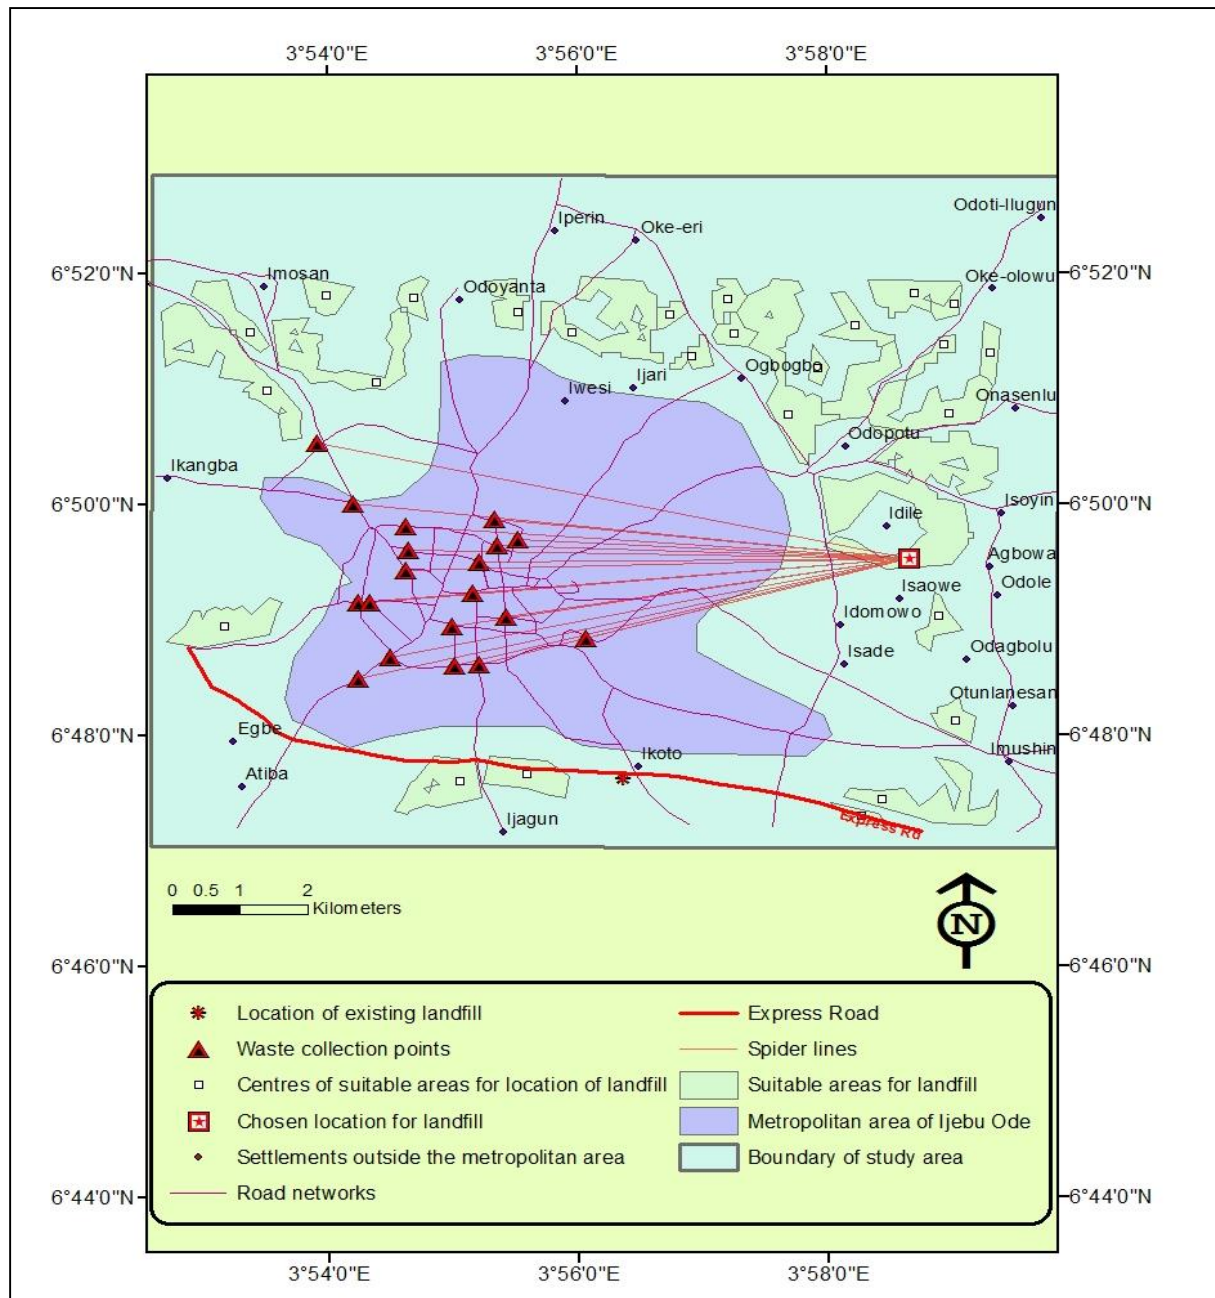 3°54'0"E 3°56'0"E 3°58'0"E
Odoti-Ilugun
Iperin
Oke-eri
6°52'0"N 6°52'0"N
Imosan
Oke-olowu
Odoyanta
Ogbogbo
Ijari
Iwesi
Onasenlu
Odopotu
Ikangba
6°50'0"N 6°50'0"N
Isoyin
Idile
Agbowa
Isaowe
Odole
Idomowo
Isade
Odagbolu
Otunlanesan
Egbe
6°48'0"N 6°48'0"N
Ikoto
Imushin
Atiba
Ijagun
Express Rd
0 0.5 1 2
Kilometers
N
6°46'0"N 6°46'0"N
Location of existing landfill
Waste collection points
Centres of suitable areas for location of landfill
Chosen location for landfill
Settlements outside the metropolitan area
Road networks
Express Road
Spider lines
Suitable areas for landfill
Metropolitan area of Ijebu Ode
Boundary of study area
6°44'0"N 6°44'0"N
3°54'0"E 3°56'0"E 3°58'0"E